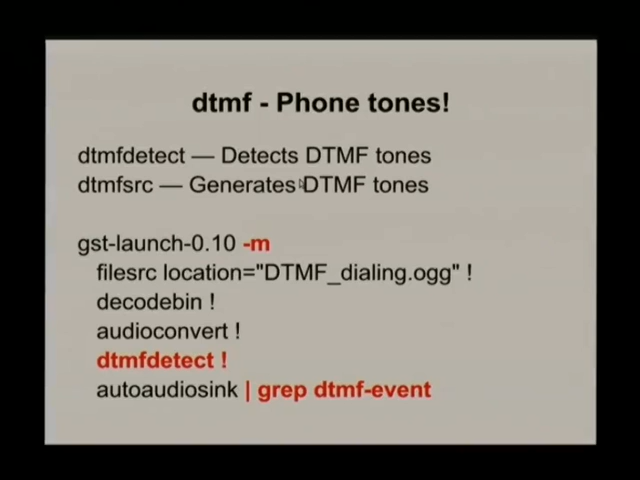 dtmf - Phone tones!
dtmfdetect — Detects DTMF tones
dtmfsrc — Generates DTMF tones
gst-launch-0.10 -m
filesrc location="DTMF_dialing.ogg" !
decodebin !
audioconvert !
dtmfdetect !
autoaudiosink | grep dtmf-event